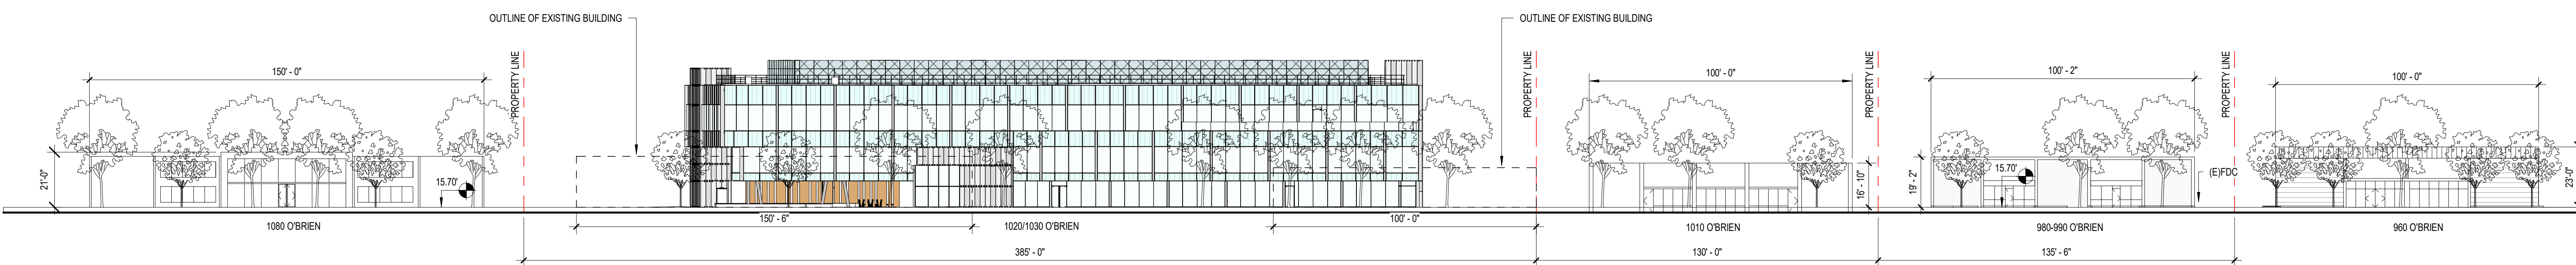 OUTLINE OF EXISTING BUILDING
OUTLINE OF EXISTING BUILDING
150' - 0"
PROPERTY LINE
PROPERTY LINE
100' - 0"
PROPERTY LINE
100' - 2"
PROPERTY LINE
100' - 0"
21'-0"
15.70'
16' - 10"
19' - 2"
15.70'
(E)FDC
23'-0"
150' - 6"
100' - 0"
1080 O'BRIEN
1020/1030 O'BRIEN
1010 O'BRIEN
980-990 O'BRIEN
960 O'BRIEN
385' - 0"
130' - 0"
135' - 6"